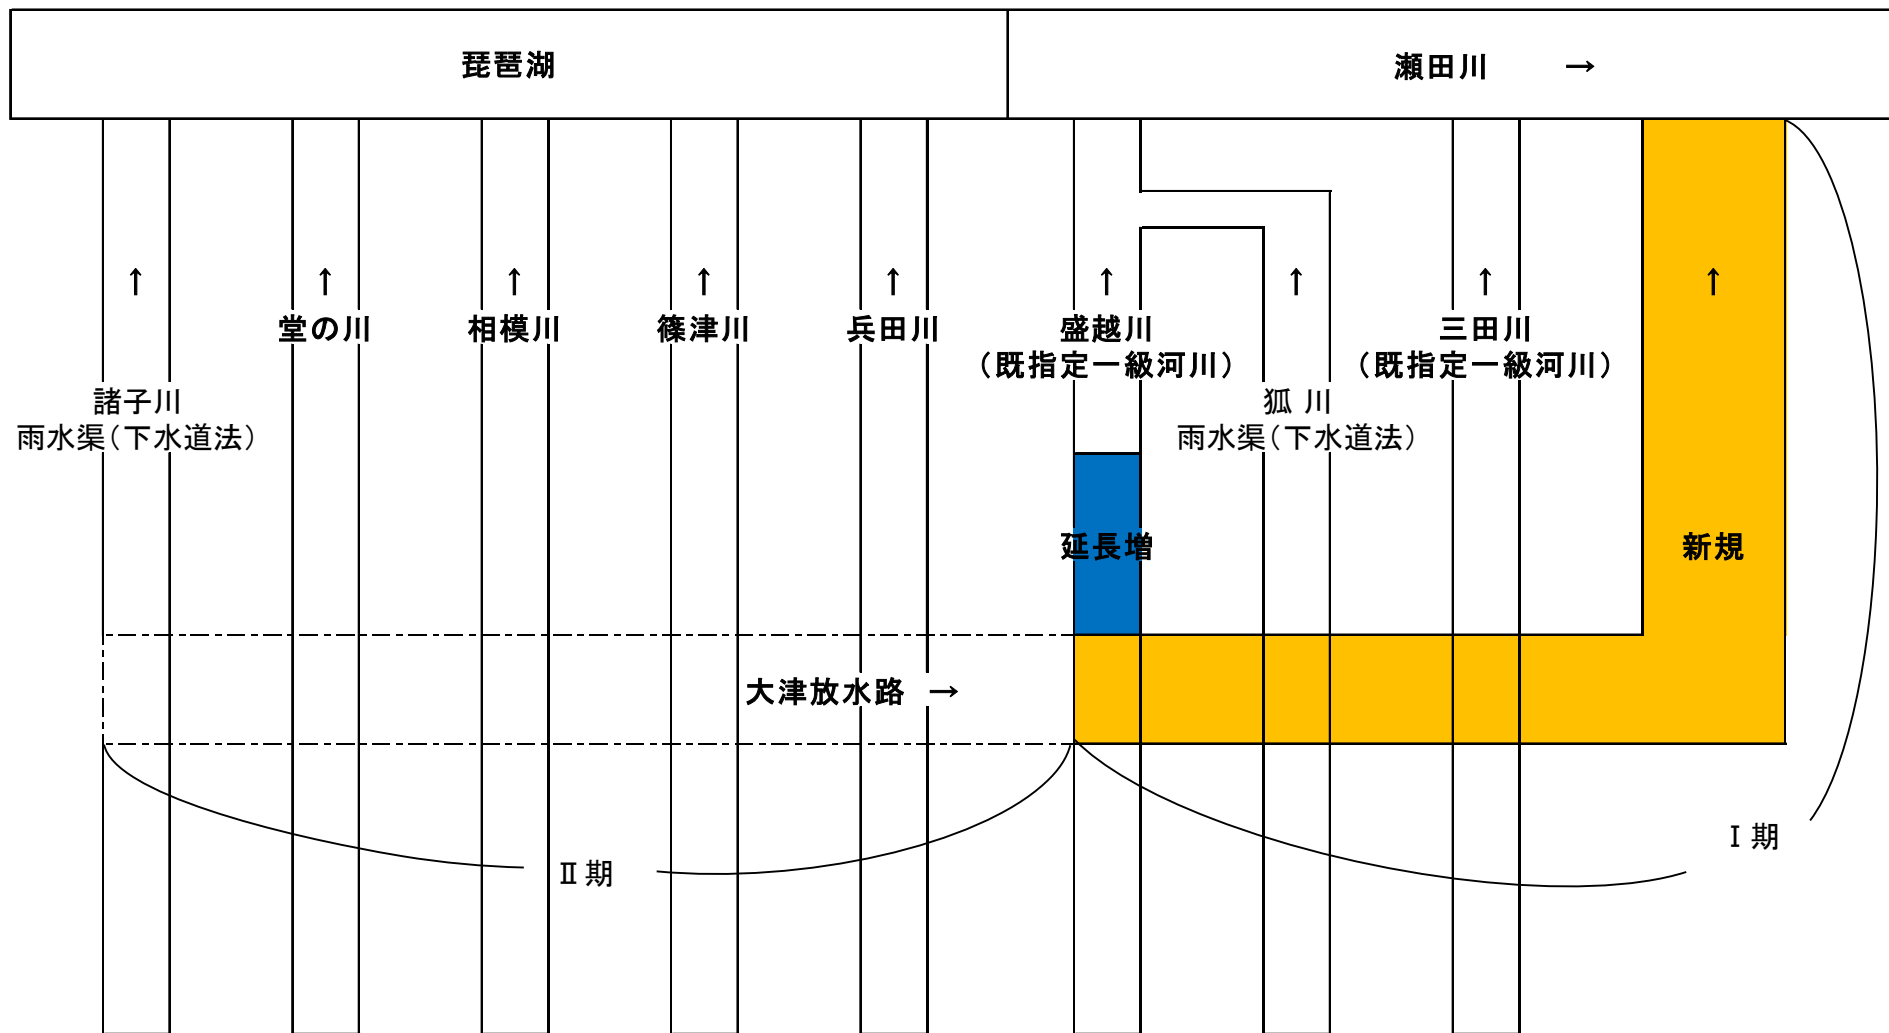 琵琶湖
瀬田川 →
↑ ↑ ↑ ↑ ↑ ↑ ↑ ↑ ↑
堂の川
相模川
篠津川
兵田川
盛越川
（既指定一級河川）
三田川
（既指定一級河川）
諸子川
雨水渠（下水道法）
狐 川
雨水渠（下水道法）
延長増
新規
大津放水路 →
Ⅰ期
Ⅱ期